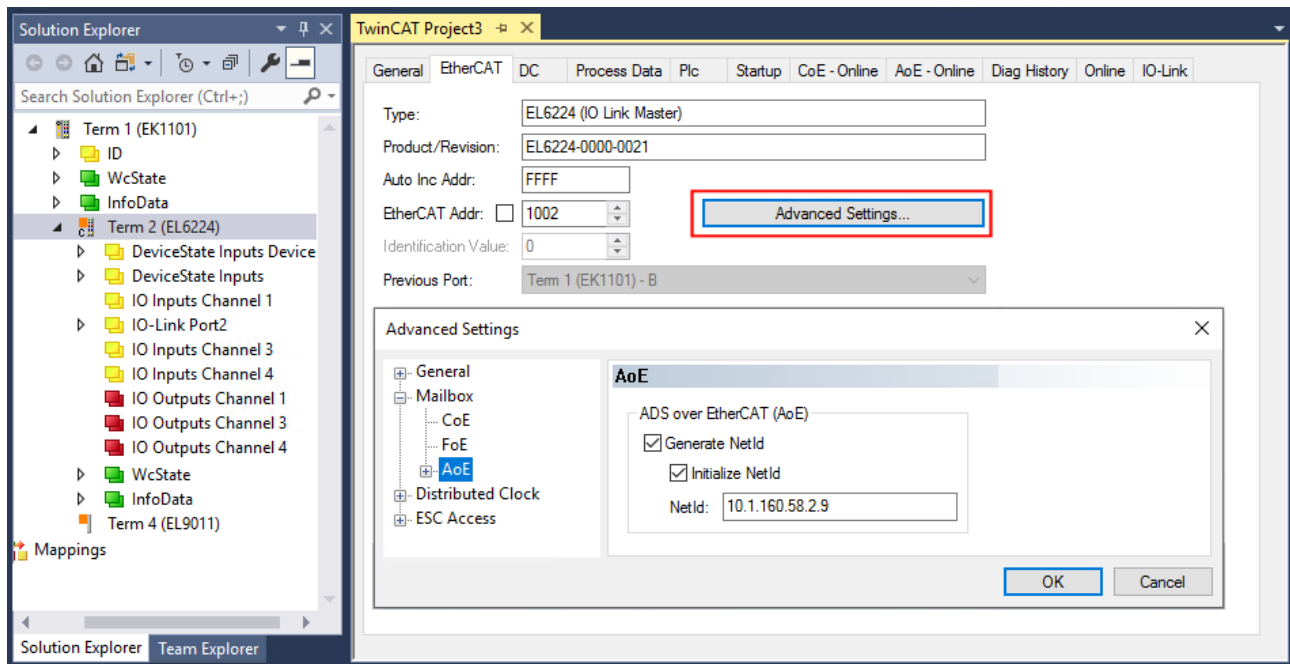 Solution Explorer
Search Solution Explorer (Ctrl+;)
Term 1 (EK1101)
ID
WcState
InfoData
Term 2 (EL6224)
DeviceState Inputs Device
DeviceState Inputs
IO Inputs Channel 1
IO-Link Port2
IO Inputs Channel 3
IO Inputs Channel 4
IO Outputs Channel 1
IO Outputs Channel 3
IO Outputs Channel 4
WcState
InfoData
Term 4 (EL9011)
Mappings
Solution Explorer Team Explorer
TwinCAT Project3
General EtherCAT DC Process Data Plc Startup CoE - Online AoE - Online Diag History Online IO-Link
Type: EL6224 (IO Link Master)
Product/Revision: EL6224-0000-0021
Auto Inc Addr: FFFF
EtherCAT Addr: 1002 Advanced Settings...
Identification Value: 0
Previous Port: Term 1 (EK1101) - B
Advanced Settings
General
Mailbox
CoE
FoE
AoE
Distributed Clock
ESC Access
AoE
ADS over EtherCAT (AoE)
Generate NetId
Initialize NetId
NetId: 10.1.160.58.2.9
OK Cancel